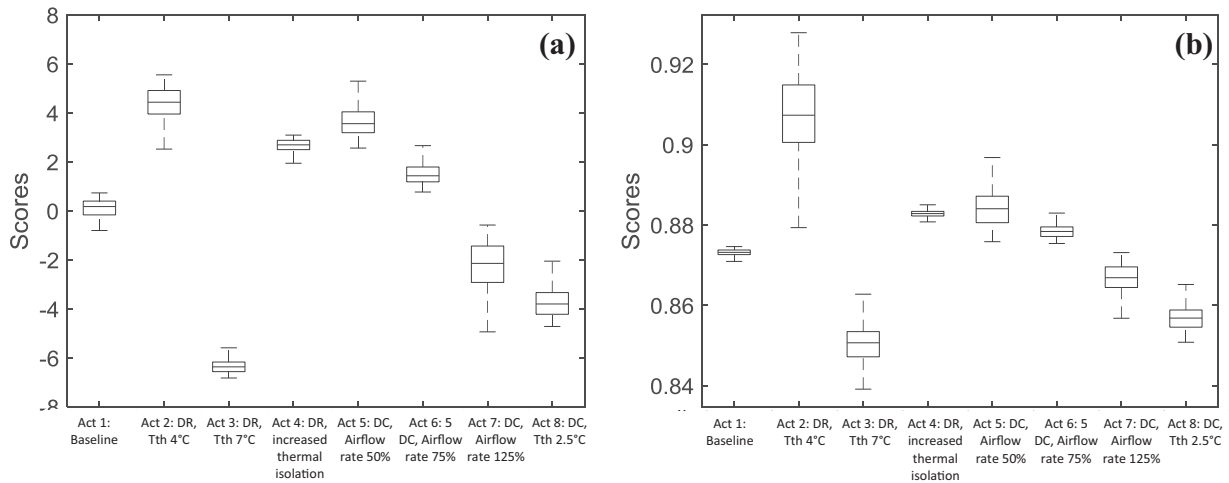 (a)
Scores
8
6
4
2
0
-2
-4
-6
-8
Act 1:
Baseline
Act 2: DR,
Tth 4°C
Act 3: DR,
Tth 7°C
Act 4: DR,
increased
thermal
isolation
Act 5: DC,
Airflow
rate 50%
Act 6: 5
DC, Airflow
rate 75%
Act 7: DC,
Airflow
rate 125%
Act 8: DC,
Tth 2.5°C
(b)
Scores
0.92
0.9
0.88
0.86
0.84
Act 1:
Baseline
Act 2: DR,
Tth 4°C
Act 3: DR,
Tth 7°C
Act 4: DR,
increased
thermal
isolation
Act 5: DC,
Airflow
rate 50%
Act 6: 5
DC, Airflow
rate 75%
Act 7: DC,
Airflow
rate 125%
Act 8: DC,
Tth 2.5°C